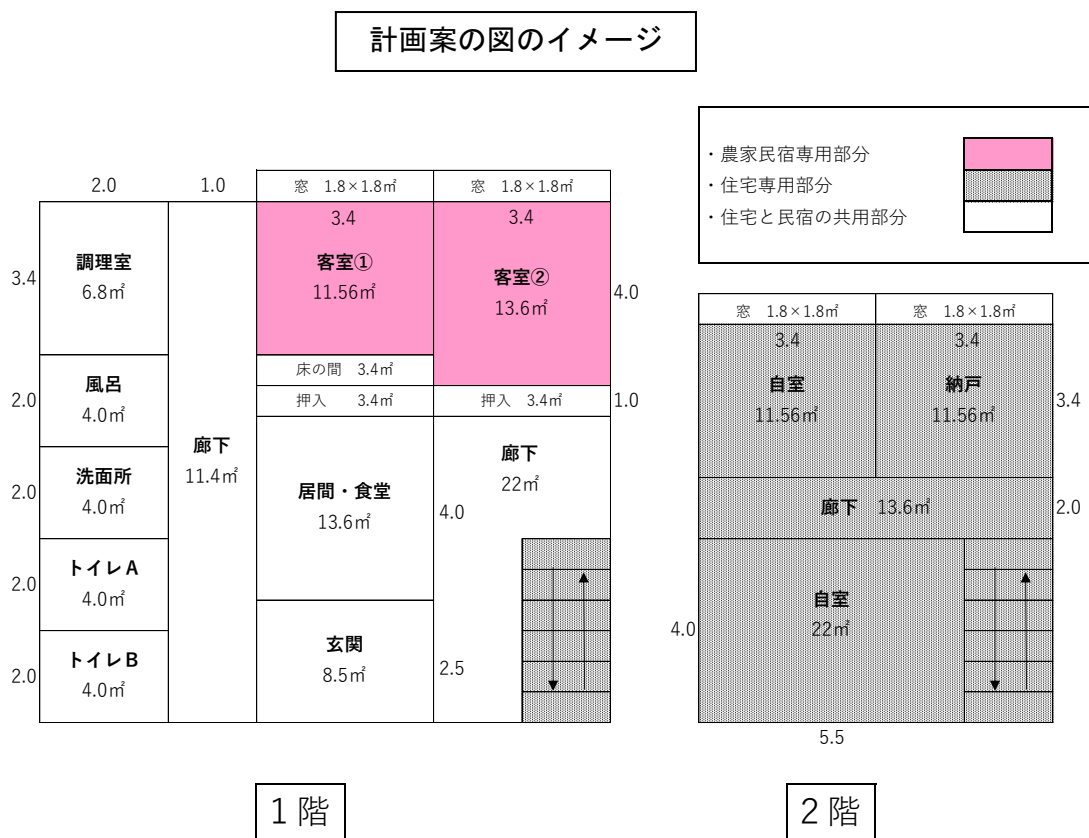 計画案の図のイメージ
・農家民宿専用部分
・住宅専用部分
・住宅と民宿の共用部分
2.0
1.0
窓 1.8×1.8㎡
窓 1.8×1.8㎡
3.4
調理室
6.8㎡
3.4
客室①
11.56㎡
3.4
客室②
13.6㎡
4.0
床の間 3.4㎡
押入 3.4㎡
押入 3.4㎡
1.0
2.0
風呂
4.0㎡
廊下
11.4㎡
2.0
洗面所
4.0㎡
居間・食堂
13.6㎡
4.0
廊下
22㎡
2.0
トイレA
4.0㎡
2.0
トイレB
4.0㎡
玄関
8.5㎡
2.5
1階
窓 1.8×1.8㎡
窓 1.8×1.8㎡
3.4
自室
11.56㎡
3.4
納戸
11.56㎡
3.4
廊下 13.6㎡
2.0
4.0
自室
22㎡
5.5
2階